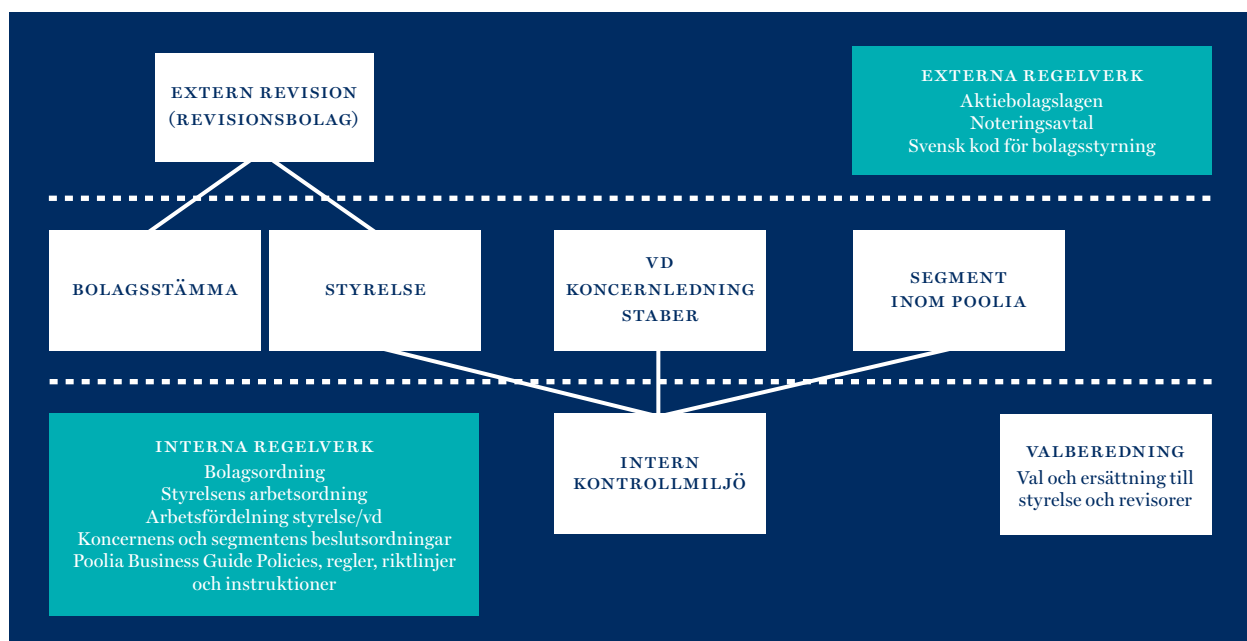 EXTERN REVISION
(REVISIONSBOLAG)
EXTERNA REGELVERK
Aktiebolagslagen
Noteringsavtal
Svensk kod för bolagsstyrning
BOLAGSSTÄMMA
STYRELSE
VD
KONCERNLEDNING
STABER
SEGMENT
INOM POOLIA
INTERNA REGELVERK
Bolagsordning
Styrelsens arbetsordning
Arbetsfördelning styrelse/vd
Koncernens och segmentens beslutsordningar
Poolia Business Guide Policies, regler, riktlinjer
och instruktioner
INTERN
KONTROLLMILJÖ
VALBEREDNING
Val och ersättning till
styrelse och revisorer